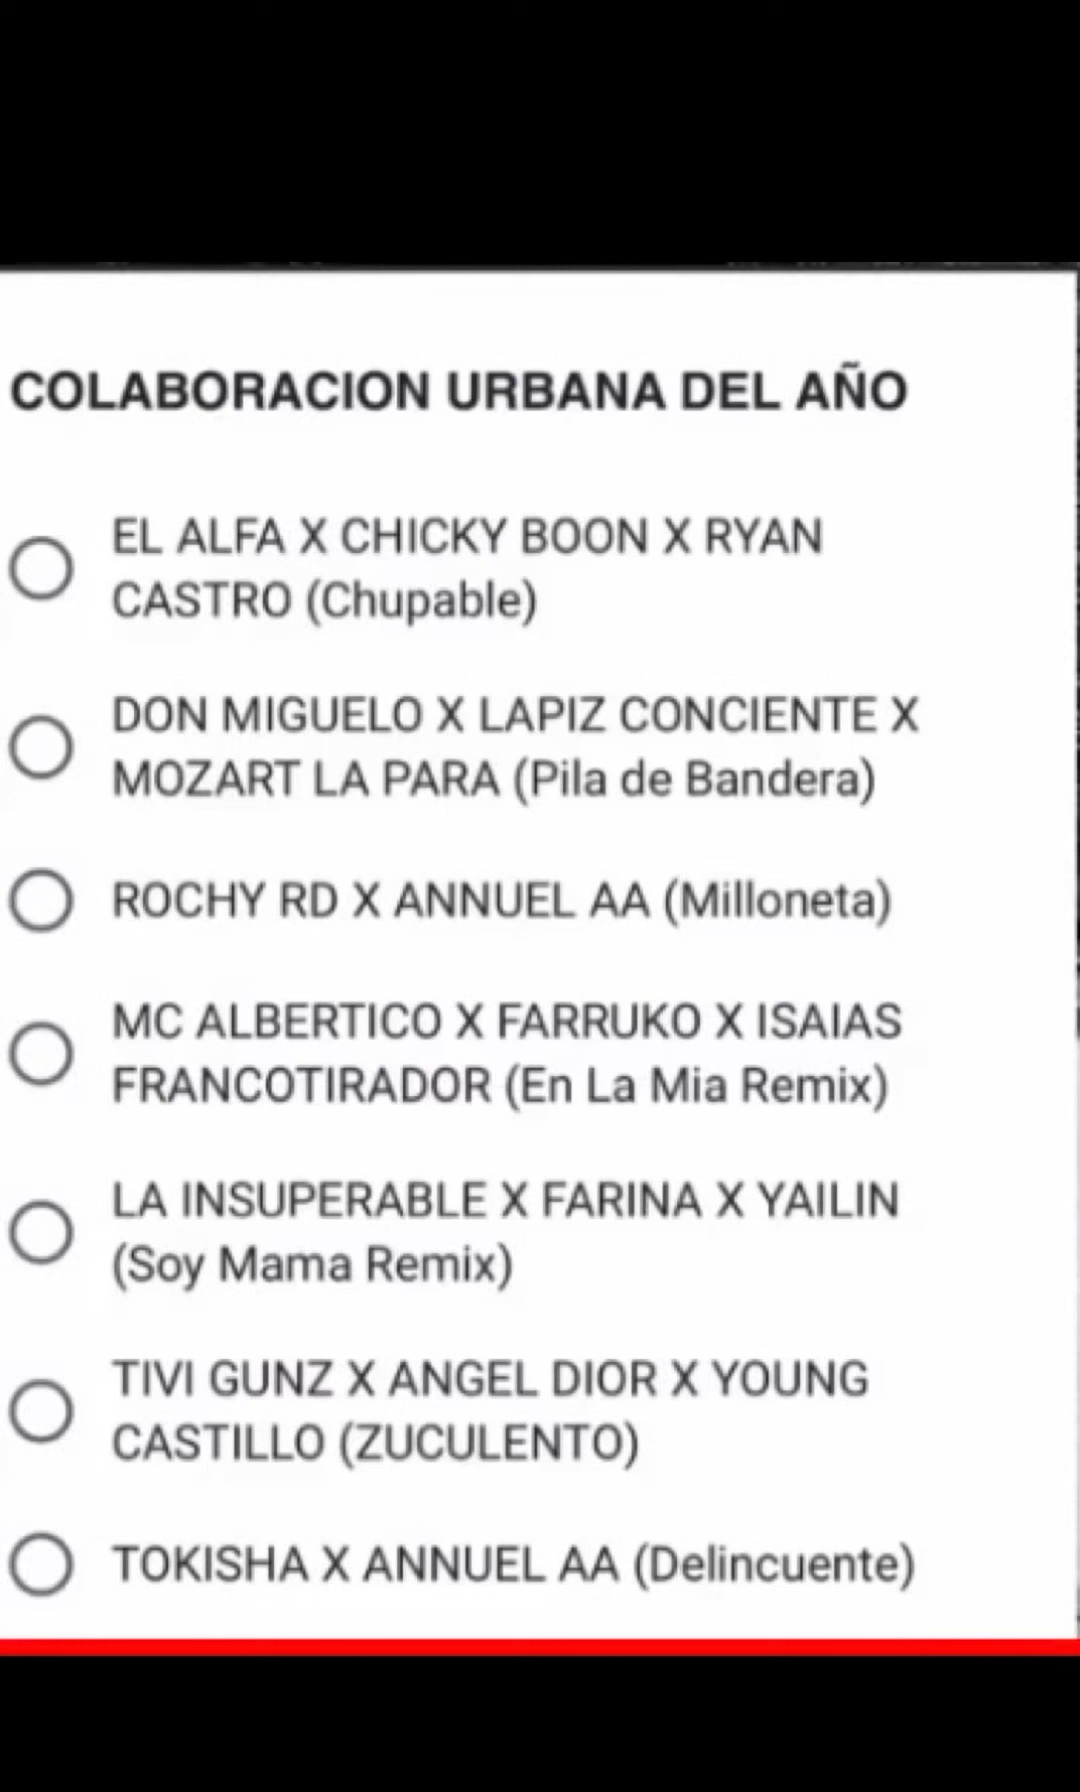 COLABORACION URBANA DEL AÑO
EL ALFA X CHICKY BOON X RYAN
CASTRO (Chupable)
DON MIGUELO X LAPIZ CONCIENTE X
MOZART LA PARA (Pila de Bandera)
ROCHY RD X ANNUEL AA (Milloneta)
MC ALBERTICO X FARRUKO X ISAIAS
FRANCOTIRADOR (En La Mia Remix)
LA INSUPERABLE X FARINA X YAILIN
(Soy Mama Remix)
TIVI GUNZ X ANGEL DIOR X YOUNG
CASTILLO (ZUCULENTO)
TOKISHA X ANNUEL AA (Delincuente)